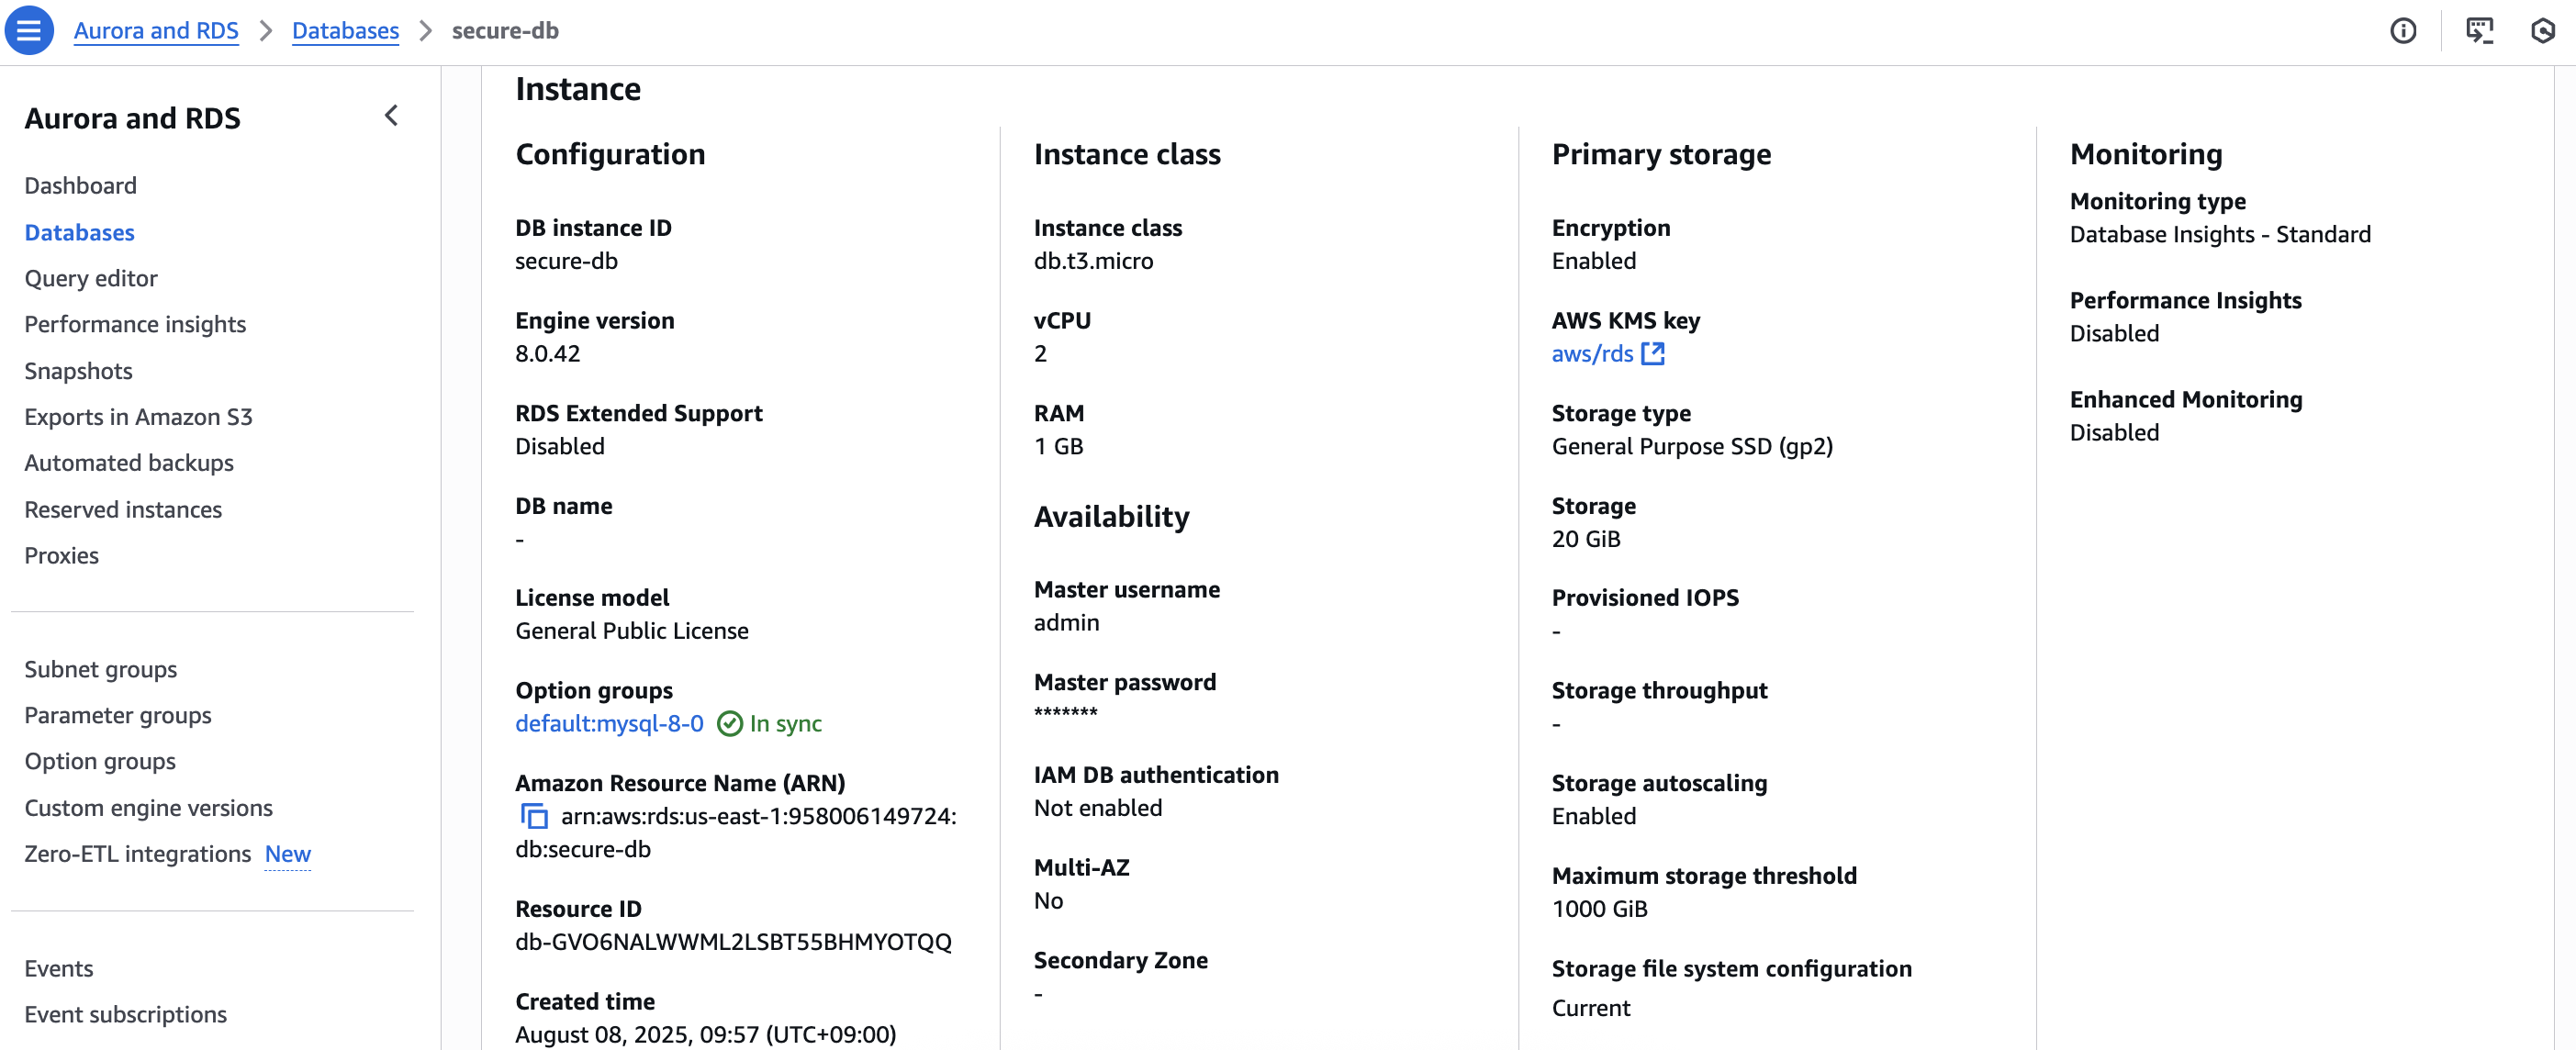 Aurora and RDS
Databases
secure-db
Aurora and RDS
Dashboard
Databases
Query editor
Performance insights
Snapshots
Exports in Amazon S3
Automated backups
Reserved instances
Proxies
Subnet groups
Parameter groups
Option groups
Custom engine versions
Zero-ETL integrations New
Events
Event subscriptions
Instance
Configuration
DB instance ID
secure-db
Engine version
8.0.42
RDS Extended Support
Disabled
DB name
-
License model
General Public License
Option groups
default:mysql-8-0 In sync
Amazon Resource Name (ARN)
arn:aws:rds:us-east-1:958006149724:
db:secure-db
Resource ID
db-GVO6NALWWML2LSBT55BHMYOTQQ
Created time
August 08, 2025, 09:57 (UTC+09:00)
Instance class
Instance class
db.t3.micro
vCPU
2
RAM
1 GB
Availability
Master username
admin
Master password
*******
IAM DB authentication
Not enabled
Multi-AZ
No
Secondary Zone
-
Primary storage
Encryption
Enabled
AWS KMS key
aws/rds
Storage type
General Purpose SSD (gp2)
Storage
20 GiB
Provisioned IOPS
-
Storage throughput
-
Storage autoscaling
Enabled
Maximum storage threshold
1000 GiB
Storage file system configuration
Current
Monitoring
Monitoring type
Database Insights - Standard
Performance Insights
Disabled
Enhanced Monitoring
Disabled